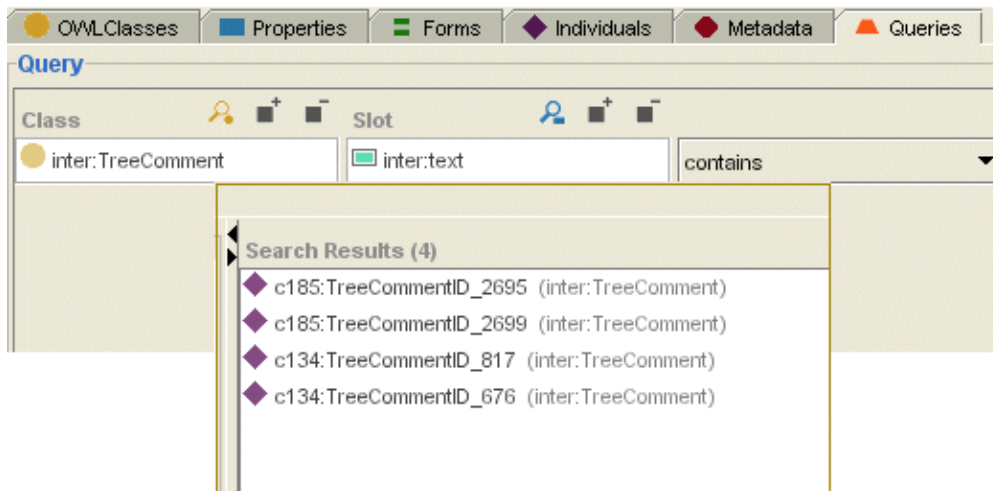 OWLClasses Properties Forms Individuals Metadata Queries
Query
Class Slot
inter:TreeComment inter:text contains
Search Results (4)
c185:TreeCommentID_2695 (inter:TreeComment)
c185:TreeCommentID_2699 (inter:TreeComment)
c134:TreeCommentID_817 (inter:TreeComment)
c134:TreeCommentID_676 (inter:TreeComment)